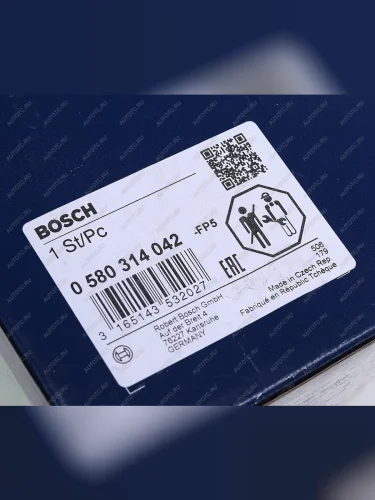 BOSCH
1 St/Pc
0 580 314 042
-FP5
3 165143 532027
EAC
Robert Bosch GmbH
Auf der Breit 4
76227 Karlsruhe
GERMANY
506
179
Made in Czech Rep
Fabriqué en République Tchèque